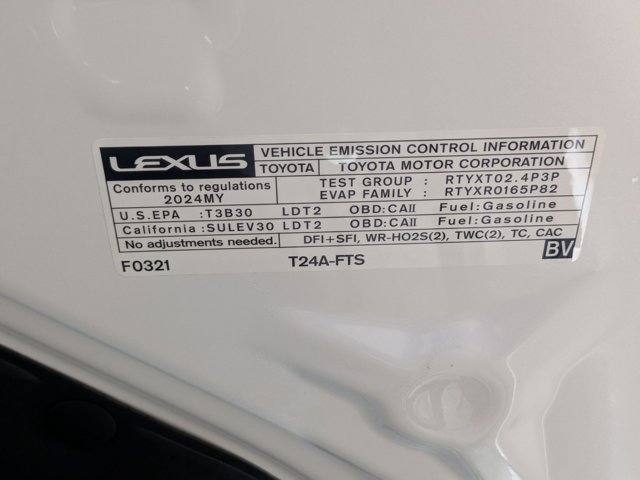 LEXUS VEHICLE EMISSION CONTROL INFORMATION
TOYOTA TOYOTA MOTOR CORPORATION
Conforms to regulations TEST GROUP : RTYXT02.4P3P
2024MY EVAP FAMILY : RTYXR0165P82
U.S.EPA :T3B30 LDT2 OBD:CAII Fuel:Gasoline
California :SULEV30 LDT2 OBD:CAII Fuel:Gasoline
No adjustments needed. DFI+SFI, WR-HO2S(2), TWC(2), TC, CAC
F0321 T24A-FTS BV